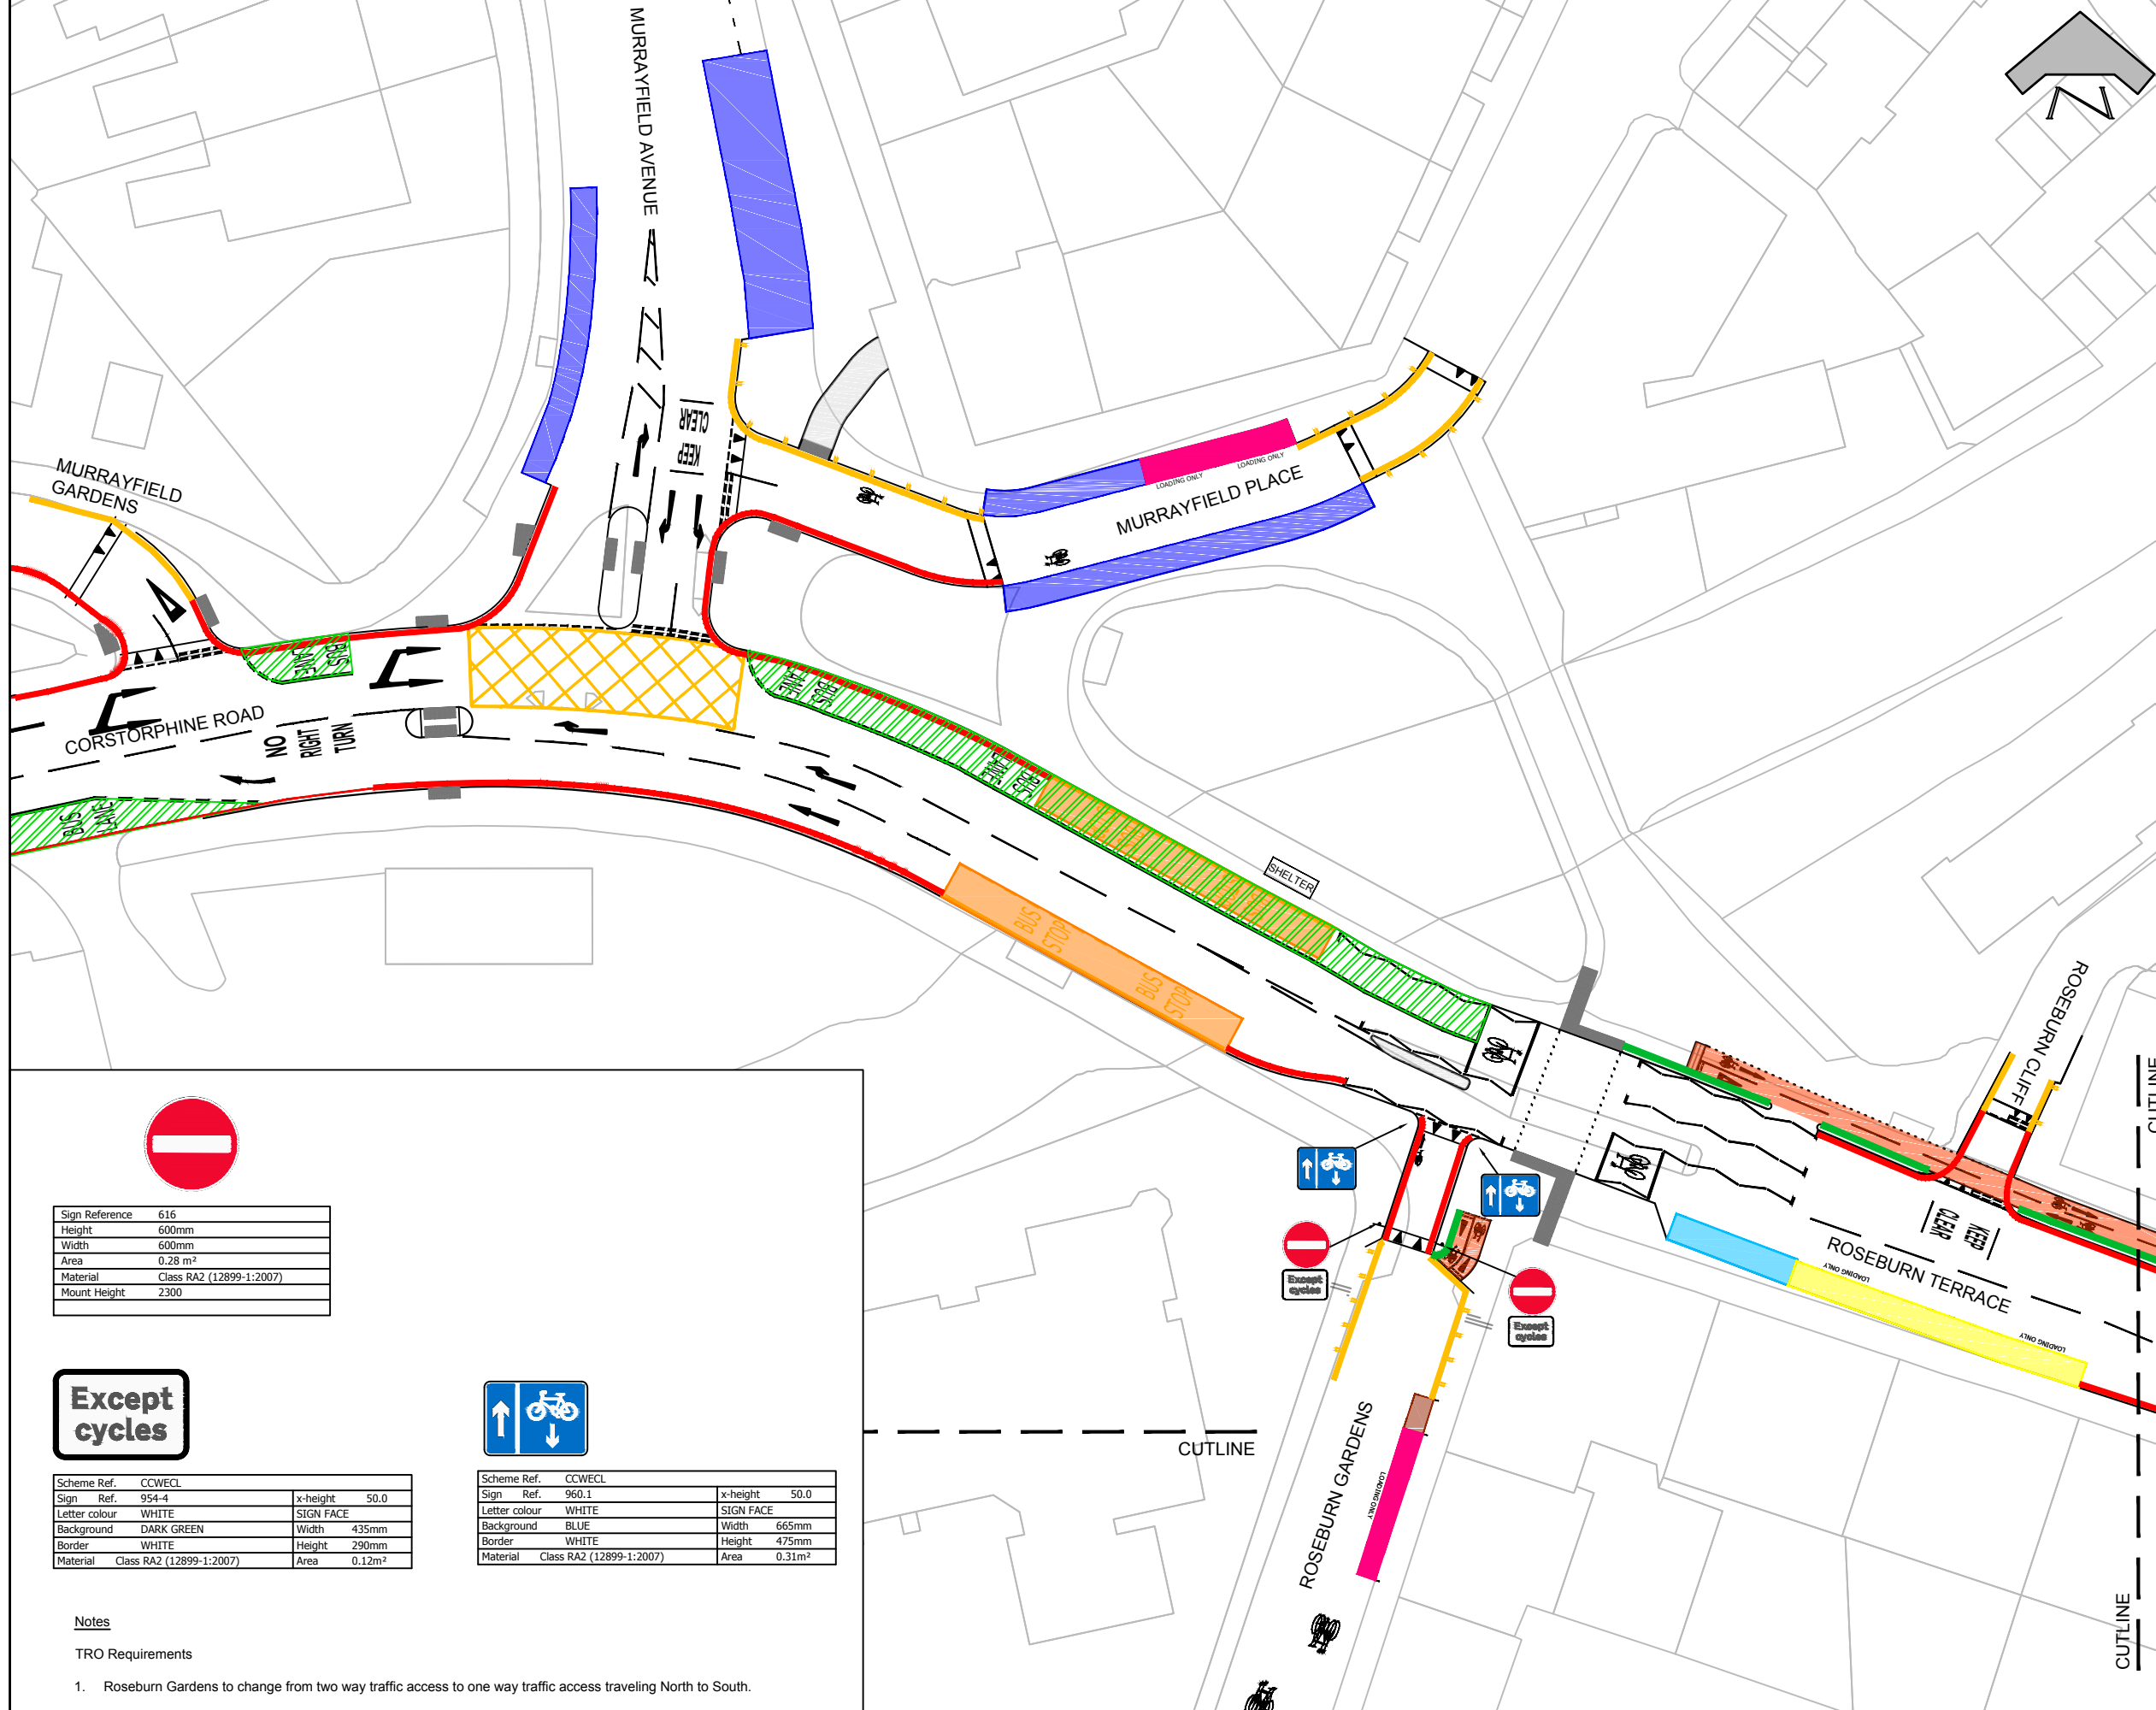 MURRAYFIELD AVENUE
MURRAYFIELD
GARDENS
KEEP
CLEAR
LOADING ONLY
LOADING ONLY
MURRAYFIELD PLACE
BUS
LANE
BUS
LANE
BUS
LANE
BUS
LANE
CORSTORPHINE ROAD
NO
RIGHT
TURN
SHELTER
BUS
STOP
BUS
STOP
ROSEBURN CLIFF
CUTLINE
KEEP
CLEAR
ROSEBURN TERRACE
LOADING ONLY
LOADING ONLY
Except
cycles
Except
cycles
ROSEBURN GARDENS
LOADING ONLY
CUTLINE
CUTLINE
Sign Reference 616
Height 600mm
Width 600mm
Area 0.28 m²
Material Class RA2 (12899-1:2007)
Mount Height 2300
Except
cycles
Scheme Ref. CCWECL
Sign Ref. 954-4 x-height 50.0
Letter colour WHITE SIGN FACE
Background DARK GREEN Width 435mm
Border WHITE Height 290mm
Material Class RA2 (12899-1:2007) Area 0.12m²
Scheme Ref. CCWECL
Sign Ref. 960.1 x-height 50.0
Letter colour WHITE SIGN FACE
Background BLUE Width 665mm
Border WHITE Height 475mm
Material Class RA2 (12899-1:2007) Area 0.31m²
Notes
TRO Requirements
1. Roseburn Gardens to change from two way traffic access to one way traffic access traveling North to South.